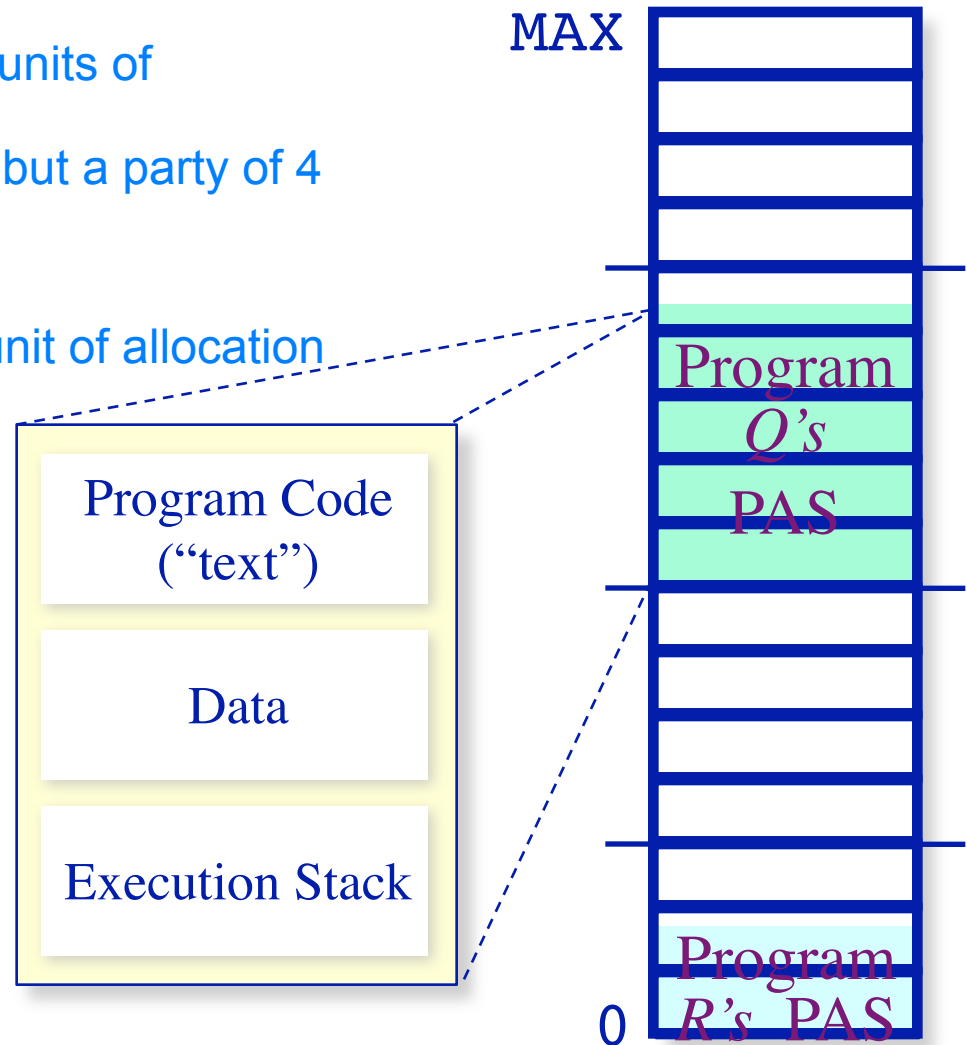 units of
but a party of 4
unit of allocation
MAX
Program
Q’s
PAS
Program Code
(“text”)
Data
Execution Stack
Program
R’s PAS
0